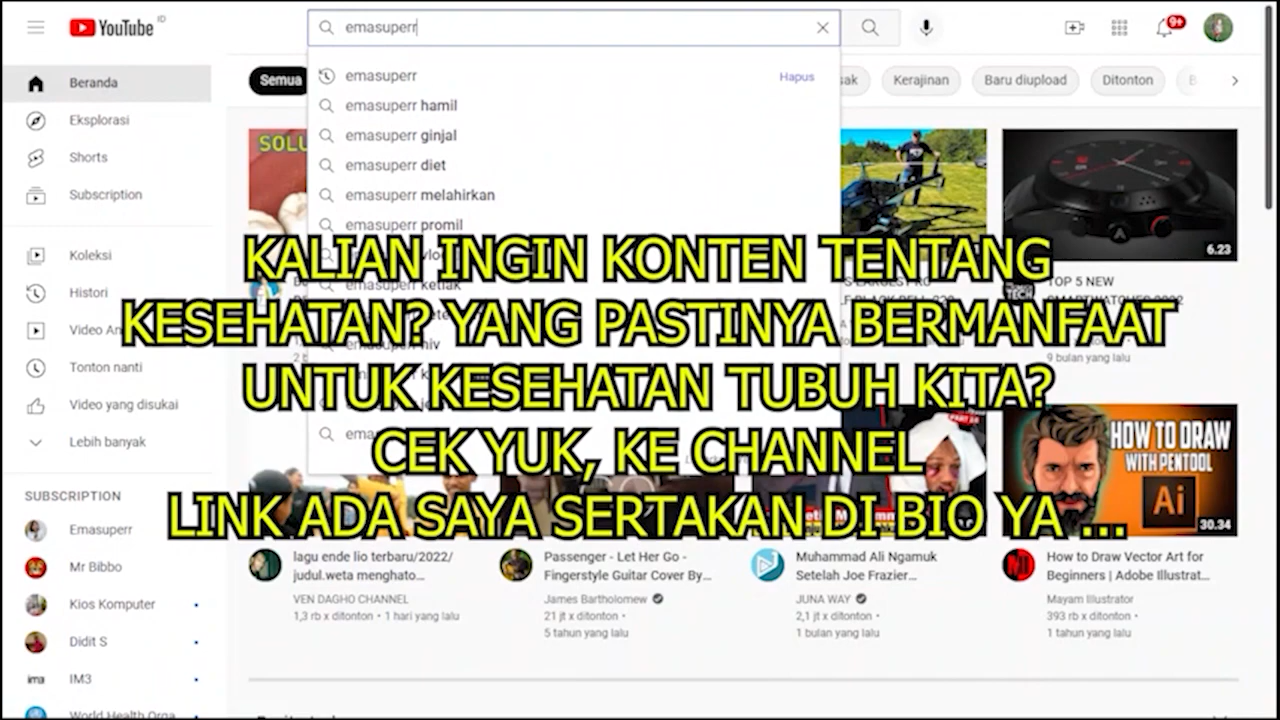 YouTube ID
emasuperr
emasuperr
Hapus
emasuperr hamil
emasuperr ginjal
emasuperr diet
emasuperr melahirkan
emasuperr promil
Semua
Kerajinan
Baru diupload
Ditonton
9+
Beranda
Eksplorasi
Shorts
Subscription
Koleksi
Histori
Tonton nanti
Video yang disukai
Lebih banyak
SUBSCRIPTION
Emasuperr
Mr Bibbo
Kios Komputer
Didit S
IM3
World Health Orga
6.23
TOP 5 NEW
9 bulan yang lalu
KALIAN INGIN KONTEN TENTANG
KESEHATAN? YANG PASTINYA BERMANFAAT
UNTUK KESEHATAN TUBUH KITA?
CEK YUK, KE CHANNEL
LINK ADA SAYA SERTAKAN DI BIO YA ...
HOW TO DRAW
WITH PENTOOL
Ai
30.34
lagu ende lio terbaru/2022/
judul.weta menghato...
VEN DAGHO CHANNEL
1,3 rb x ditonton • 1 hari yang lalu
Passenger - Let Her Go -
Fingerstyle Guitar Cover By...
James Bartholomew
21 jt x ditonton •
5 tahun yang lalu
Muhammad Ali Ngamuk
Setelah Joe Frazier...
JUNA WAY
2,1 jt x ditonton •
1 bulan yang lalu
How to Draw Vector Art for
Beginners | Adobe Illustrat...
Mayam Illustrator
393 rb x ditonton •
1 tahun yang lalu